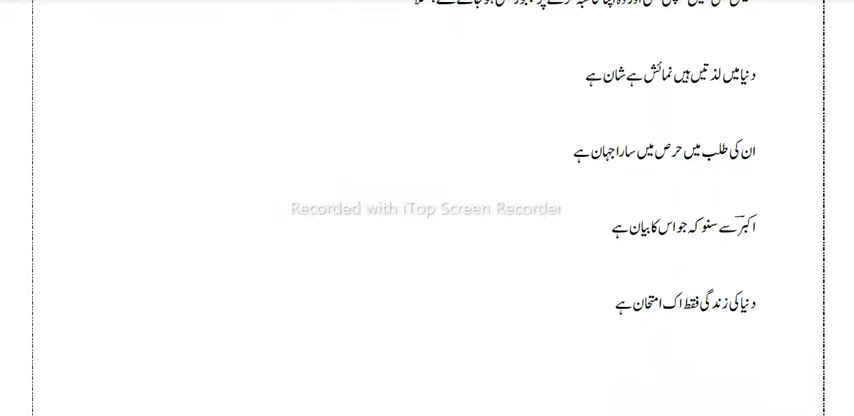 دنیا میں لذتیں ہیں نمائش ہے شان ہے
ان کی طلب میں حرص میں سارا جہان ہے
Recorded with iTop Screen Recorder
اکبرؔ سے سنو کہ جو اس کا بیان ہے
دنیا کی زندگی فقط اک امتحان ہے